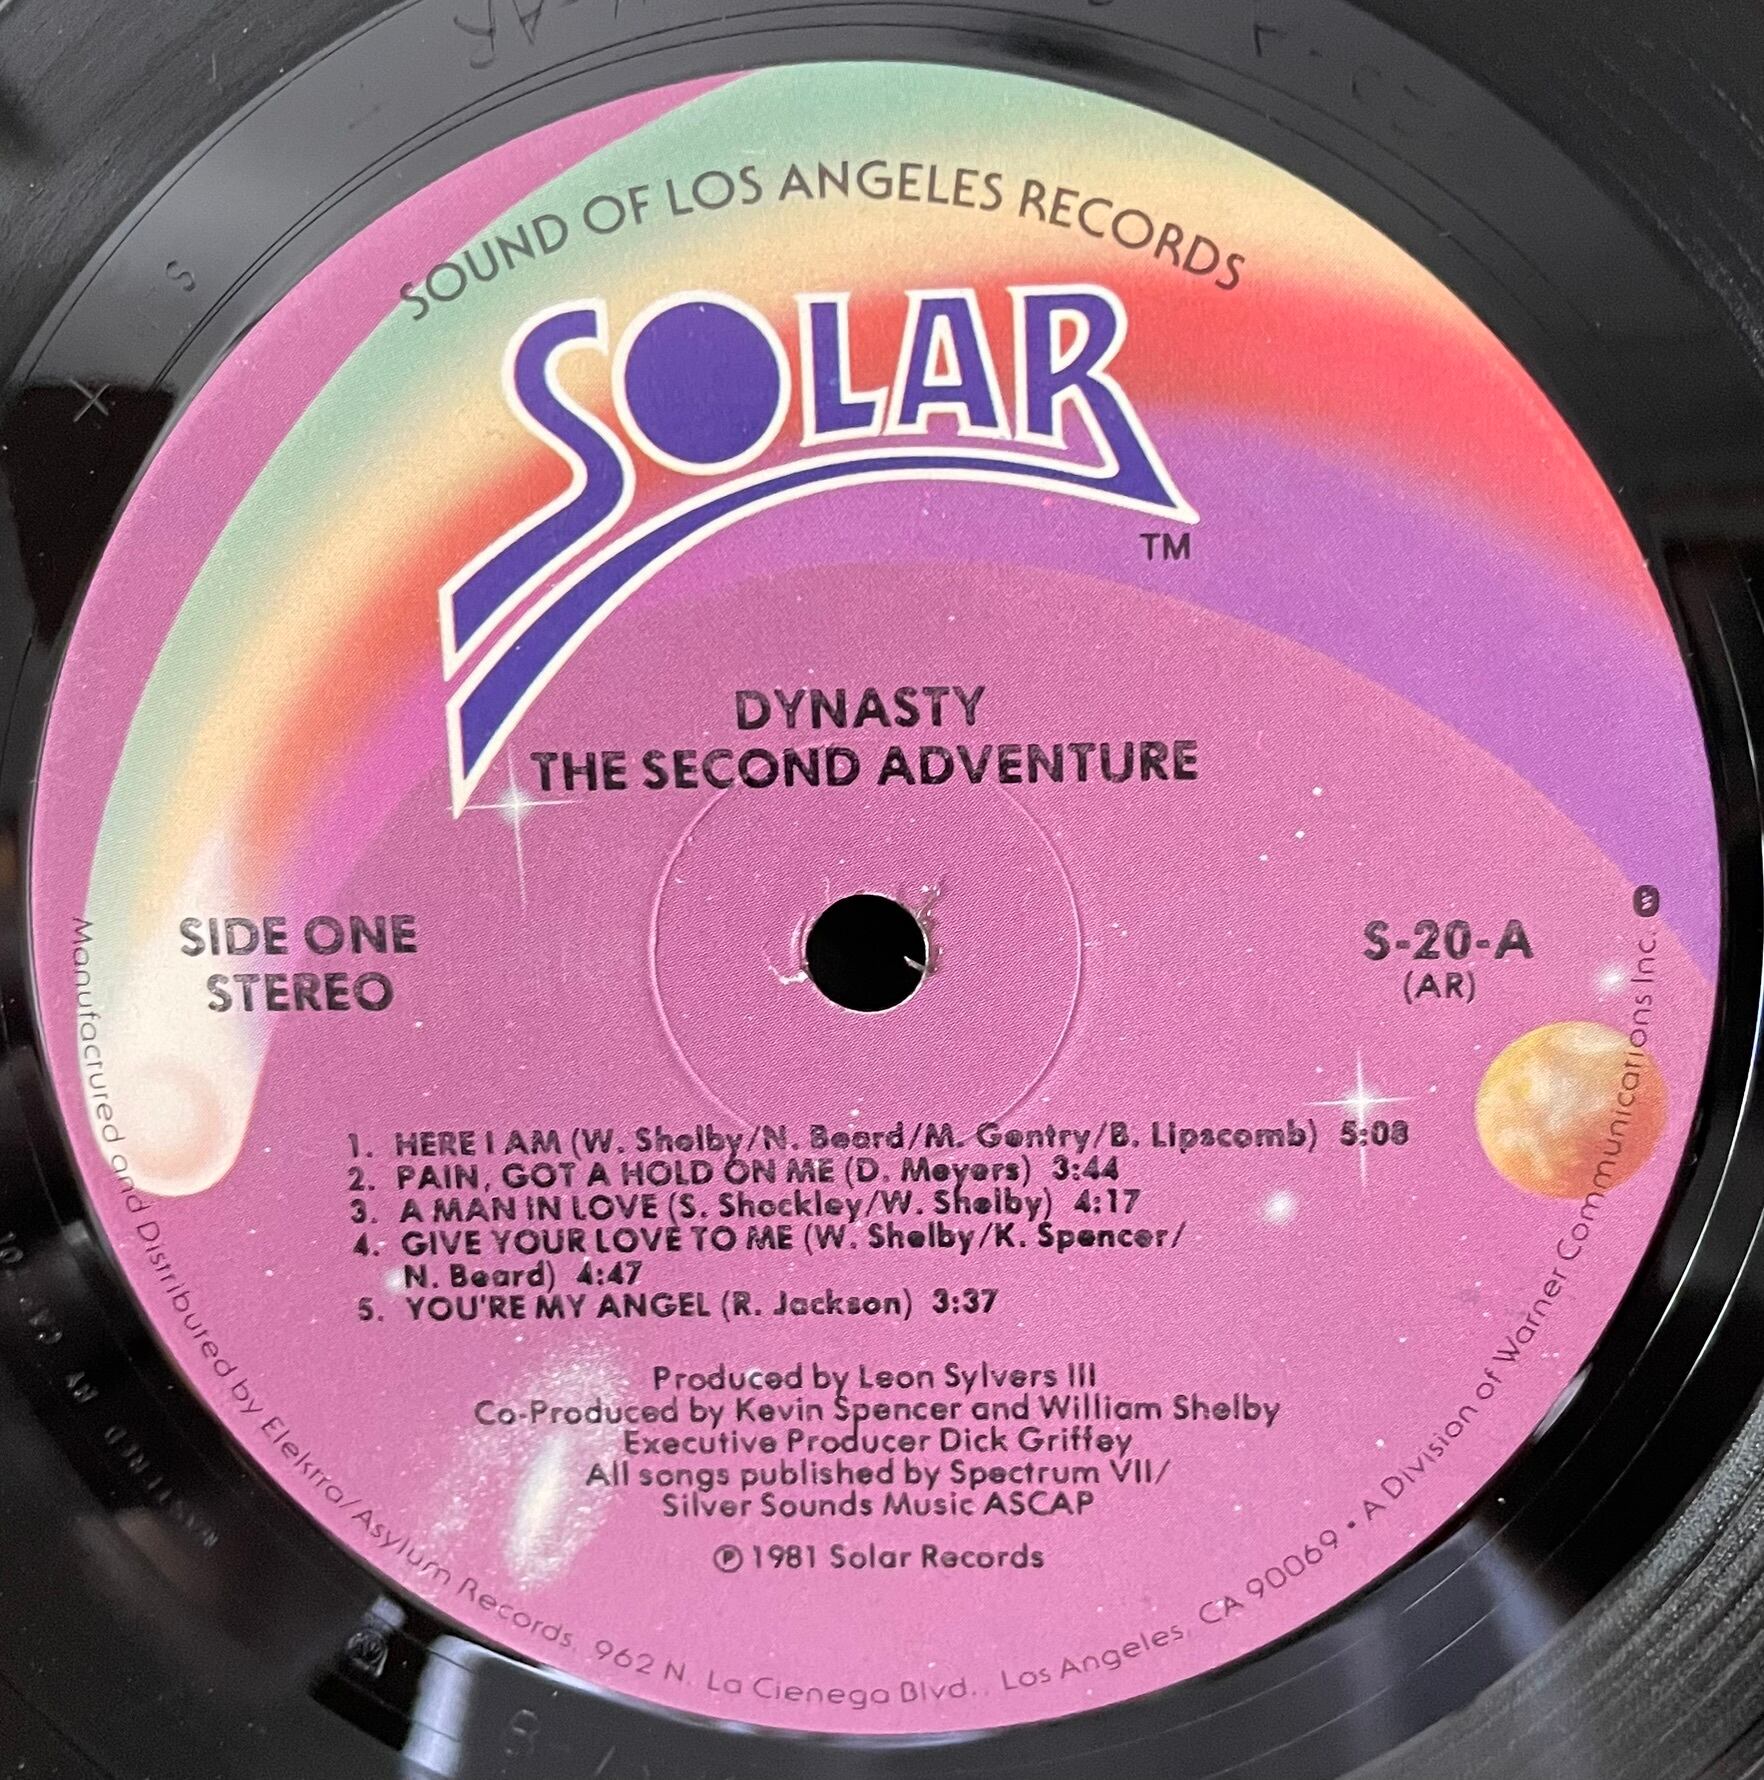 SOUND OF LOS ANGELES RECORDS
SOLAR
TM
DYNASTY
THE SECOND ADVENTURE
SIDE ONE
STEREO
S-20-A
(AR)
1. HERE I AM (W. Shelby/N. Beard/M. Gentry/B. Lipscomb) 5:08
2. PAIN, GOT A HOLD ON ME (D. Meyers) 3:44
3. A MAN IN LOVE (S. Shockley/W. Shelby) 4:17
4. GIVE YOUR LOVE TO ME (W. Shelby/K. Spencer/
N. Beard) 4:47
5. YOU'RE MY ANGEL (R. Jackson) 3:37
Produced by Leon Sylvers III
Co-Produced by Kevin Spencer and William Shelby
Executive Producer Dick Griffey
All songs published by Spectrum VII/
Silver Sounds Music ASCAP
℗ 1981 Solar Records
Manufactured and Distributed by Elektra/Asylum Records, 962 N. La Cienega Blvd., Los Angeles, CA 90069 • A Division of Warner Communications Inc.